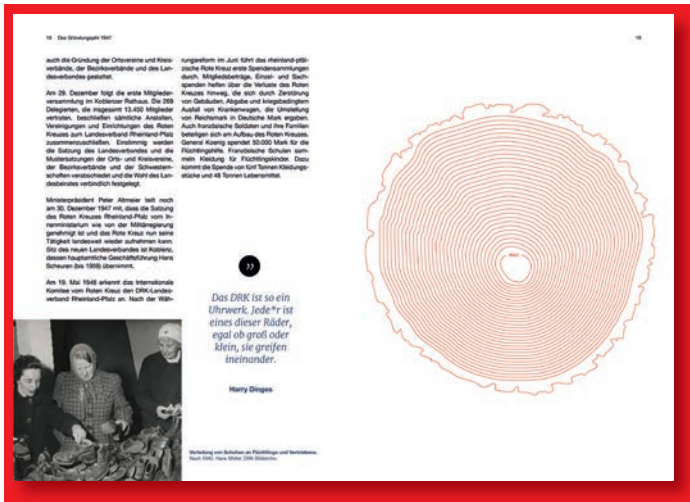 18 Das Gründungsjahr 1947
19
auch die Gründung der Ortsvereine und Kreis-
verbände, der Bezirksverbände und des Lan-
desverbandes gestaltet.
Am 29. Dezember folgt die erste Mitglieder-
versammlung im Koblenzer Rathaus. Die 269
Delegierten, die insgesamt 13.450 Mitglieder
vertraten, beschließen sämtliche Anstalten,
Vereinigungen und Einrichtungen des Roten
Kreuzes zum Landesverband Rheinland-Pfalz
zusammenzuschließen. Einstimmig werden
die Satzung des Landesverbandes und die
Mustersatzungen der Orts- und Kreisvereine,
der Bezirksverbände und der Schwestern-
schaften verabschiedet und die Wahl des Lan-
desbeirates verbindlich festgelegt.
Ministerpräsident Peter Altmeier teilt noch
am 30. Dezember 1947 mit, dass die Satzung
des Roten Kreuzes Rheinland-Pfalz vom In-
nenministerium wie von der Militärregierung
genehmigt ist und das Rote Kreuz nun seine
Tätigkeit landesweit wieder aufnehmen kann.
Sitz des neuen Landesverbandes ist Koblenz,
dessen hauptamtliche Geschäftsführung Hans
Scheuren (bis 1959) übernimmt.
Am 19. Mai 1948 erkennt das Internationale
Komitee vom Roten Kreuz den DRK-Landes-
verband Rheinland-Pfalz an. Nach der Wäh-
rungsreform im Juni führt das rheinland-pfäl-
zische Rote Kreuz erste Spendensammlungen
durch. Mitgliedsbeiträge, Einzel- und Sach-
spenden helfen über die Verluste des Roten
Kreuzes hinweg, die sich durch Zerstörung
von Gebäuden, Abgabe und kriegsbedingtem
Ausfall von Krankenwagen, die Umstellung
von Reichsmark in Deutsche Mark ergaben.
Auch französische Soldaten und ihre Familien
beteiligen sich am Aufbau des Roten Kreuzes.
General Koenig spendet 50.000 Mark für die
Flüchtlingshilfe. Französische Schulen sam-
meln Kleidung für Flüchtlingskinder. Dazu
kommt die Spende von fünf Tonnen Kleidungs-
stücke und 48 Tonnen Lebensmittel.
”
Das DRK ist so ein
Uhrwerk. Jede*r ist
eines dieser Räder,
egal ob groß oder
klein, sie greifen
ineinander.
Harry Dinges
Verteilung von Schuhen an Flüchtlinge und Vertriebene.
1947